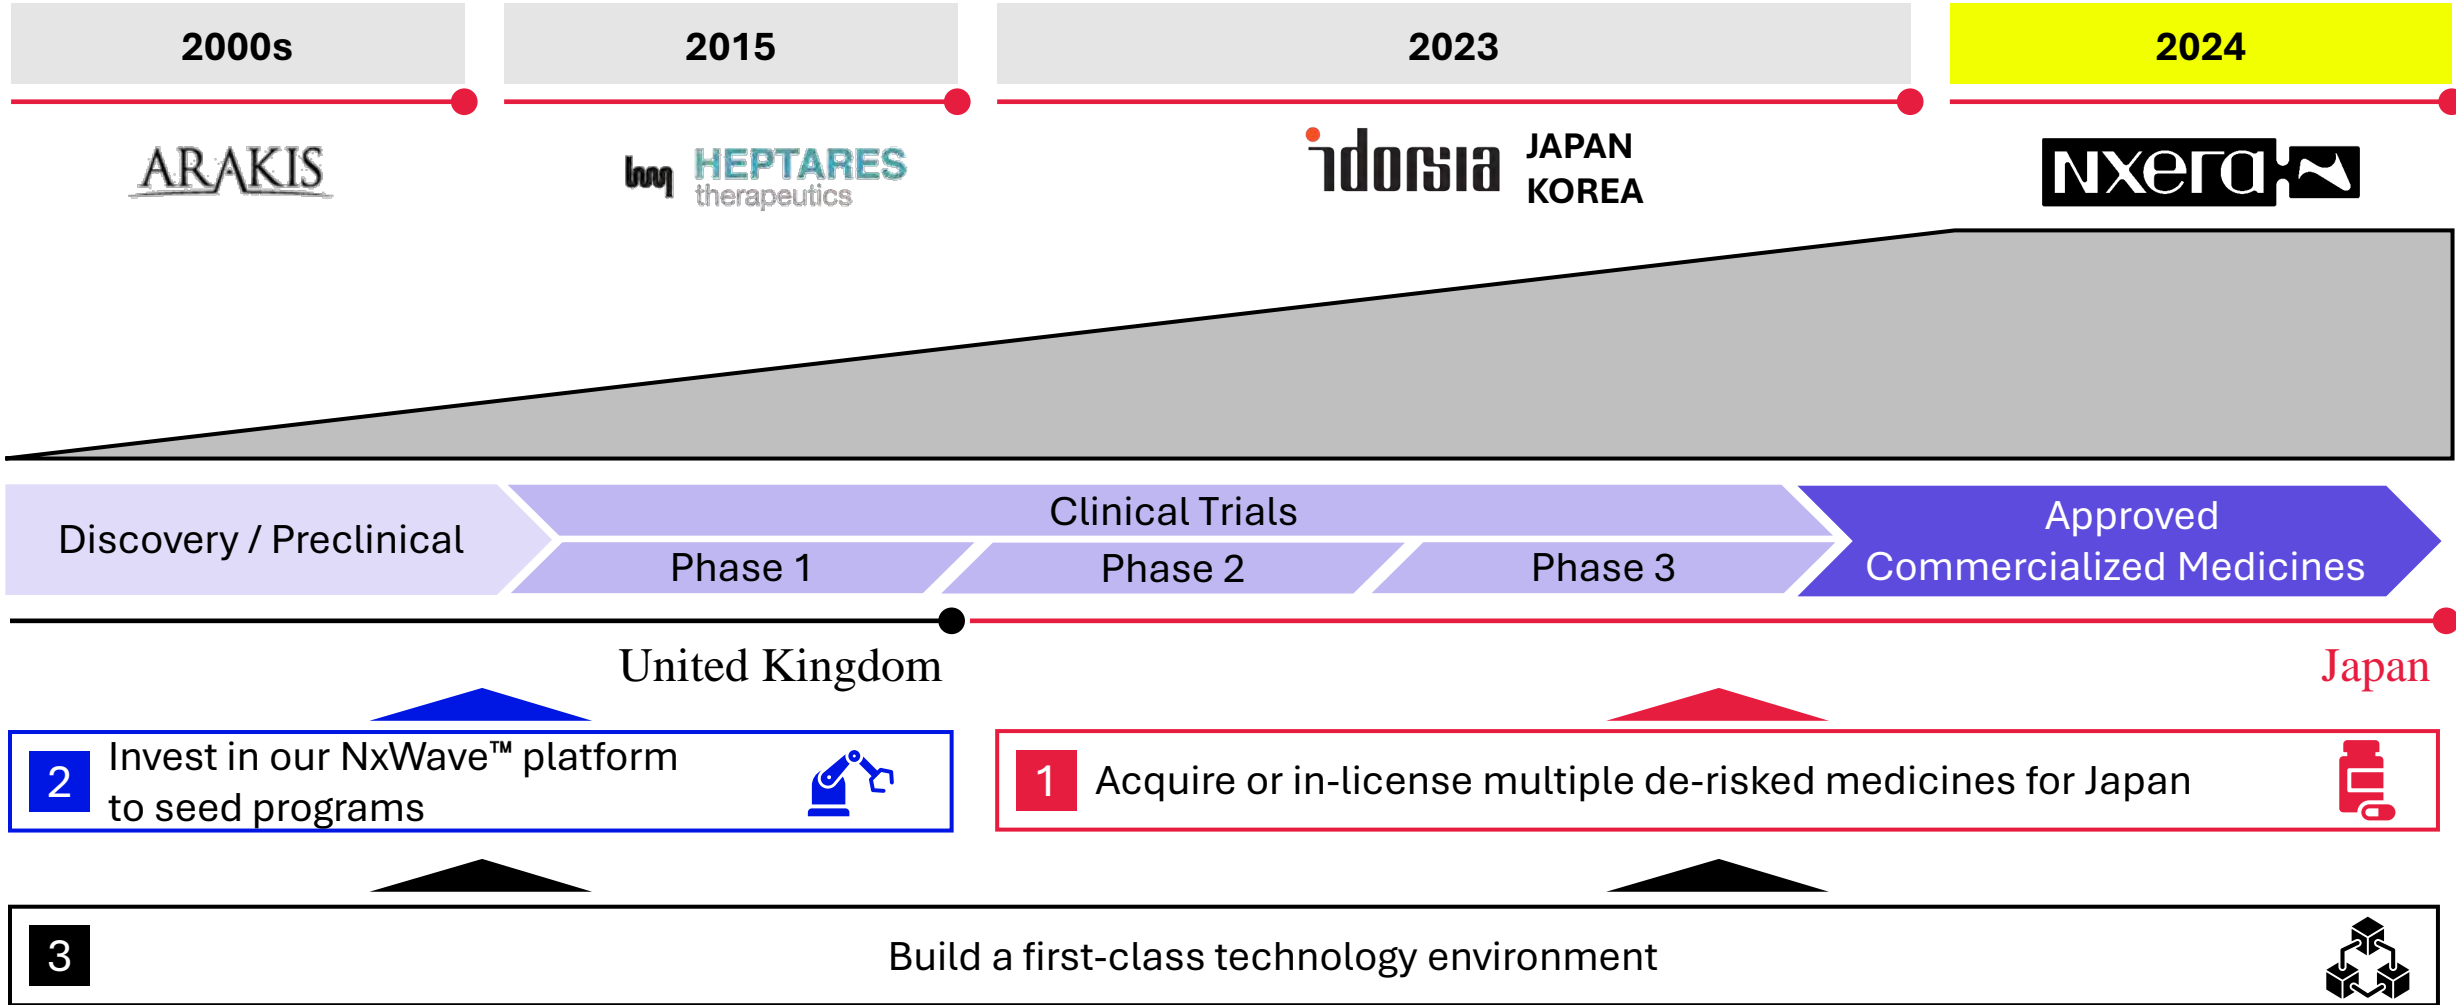 2000s
2015
2023
2024
ARAKIS
HEPTARES
therapeutics
idorsia
JAPAN
KOREA
Nxera
Discovery / Preclinical
Clinical Trials
Phase 1
Phase 2
Phase 3
Approved
Commercialized Medicines
United Kingdom
Japan
2
Invest in our NxWave™ platform
to seed programs
1
Acquire or in-license multiple de-risked medicines for Japan
3
Build a first-class technology environment